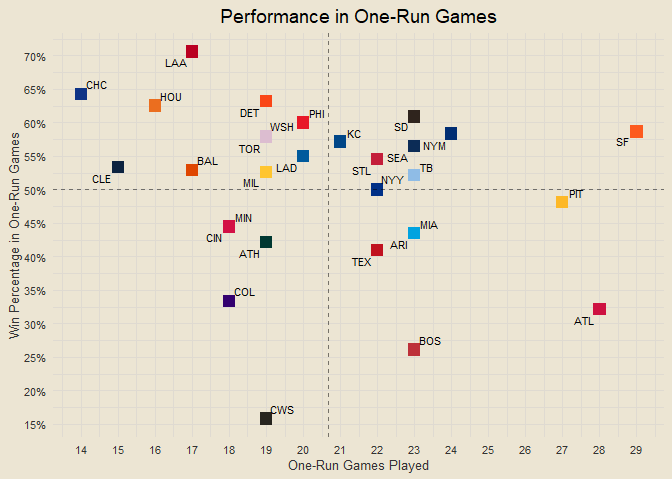 Performance in One-Run Games
Win Percentage in One-Run Games
70%
65%
60%
55%
50%
45%
40%
35%
30%
25%
20%
15%
LAA
CHC
HOU
DET
PHI
WSH
TOR
KC
SD
NYM
SF
SEA
STL
BAL
LAD
TB
CLE
MIL
NYY
PIT
MIN
CIN
MIA
ARI
ATH
TEX
COL
ATL
BOS
CWS
14 15 16 17 18 19 20 21 22 23 24 25 26 27 28 29
One-Run Games Played